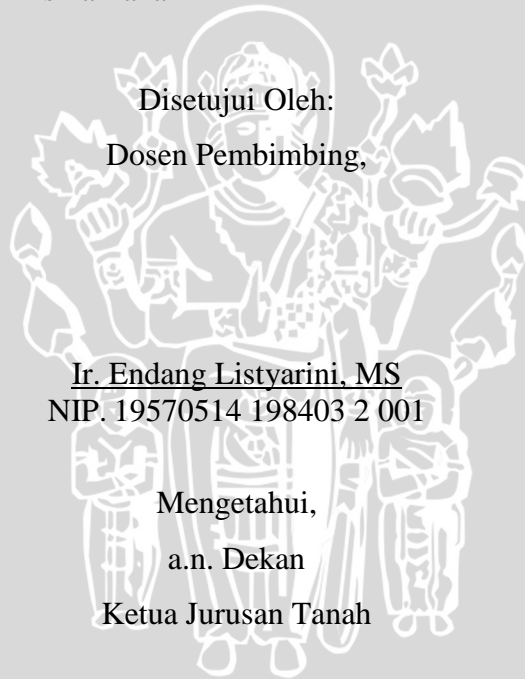 Disetujui Oleh:
Dosen Pembimbing,
Ir. Endang Listyarini, MS
NIP. 19570514 198403 2 001
Mengetahui,
a.n. Dekan
Ketua Jurusan Tanah